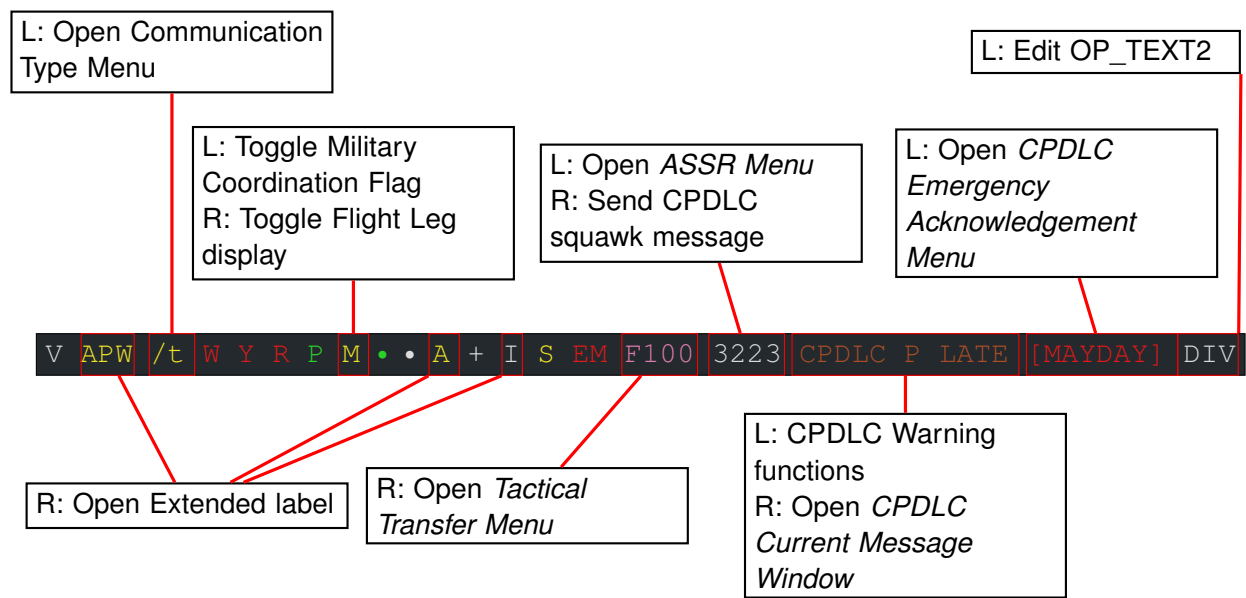 L: Open Communication
Type Menu
L: Edit OP_TEXT2
L: Toggle Military
Coordination Flag
R: Toggle Flight Leg
display
L: Open ASSR Menu
R: Send CPDLC
squawk message
L: Open CPDLC
Emergency
Acknowledgement
Menu
V APW /t W Y R P M • • A + I S EM F100 3223 CPDLC P LATE [MAYDAY] DIV
R: Open Extended label
R: Open Tactical
Transfer Menu
L: CPDLC Warning
functions
R: Open CPDLC
Current Message
Window